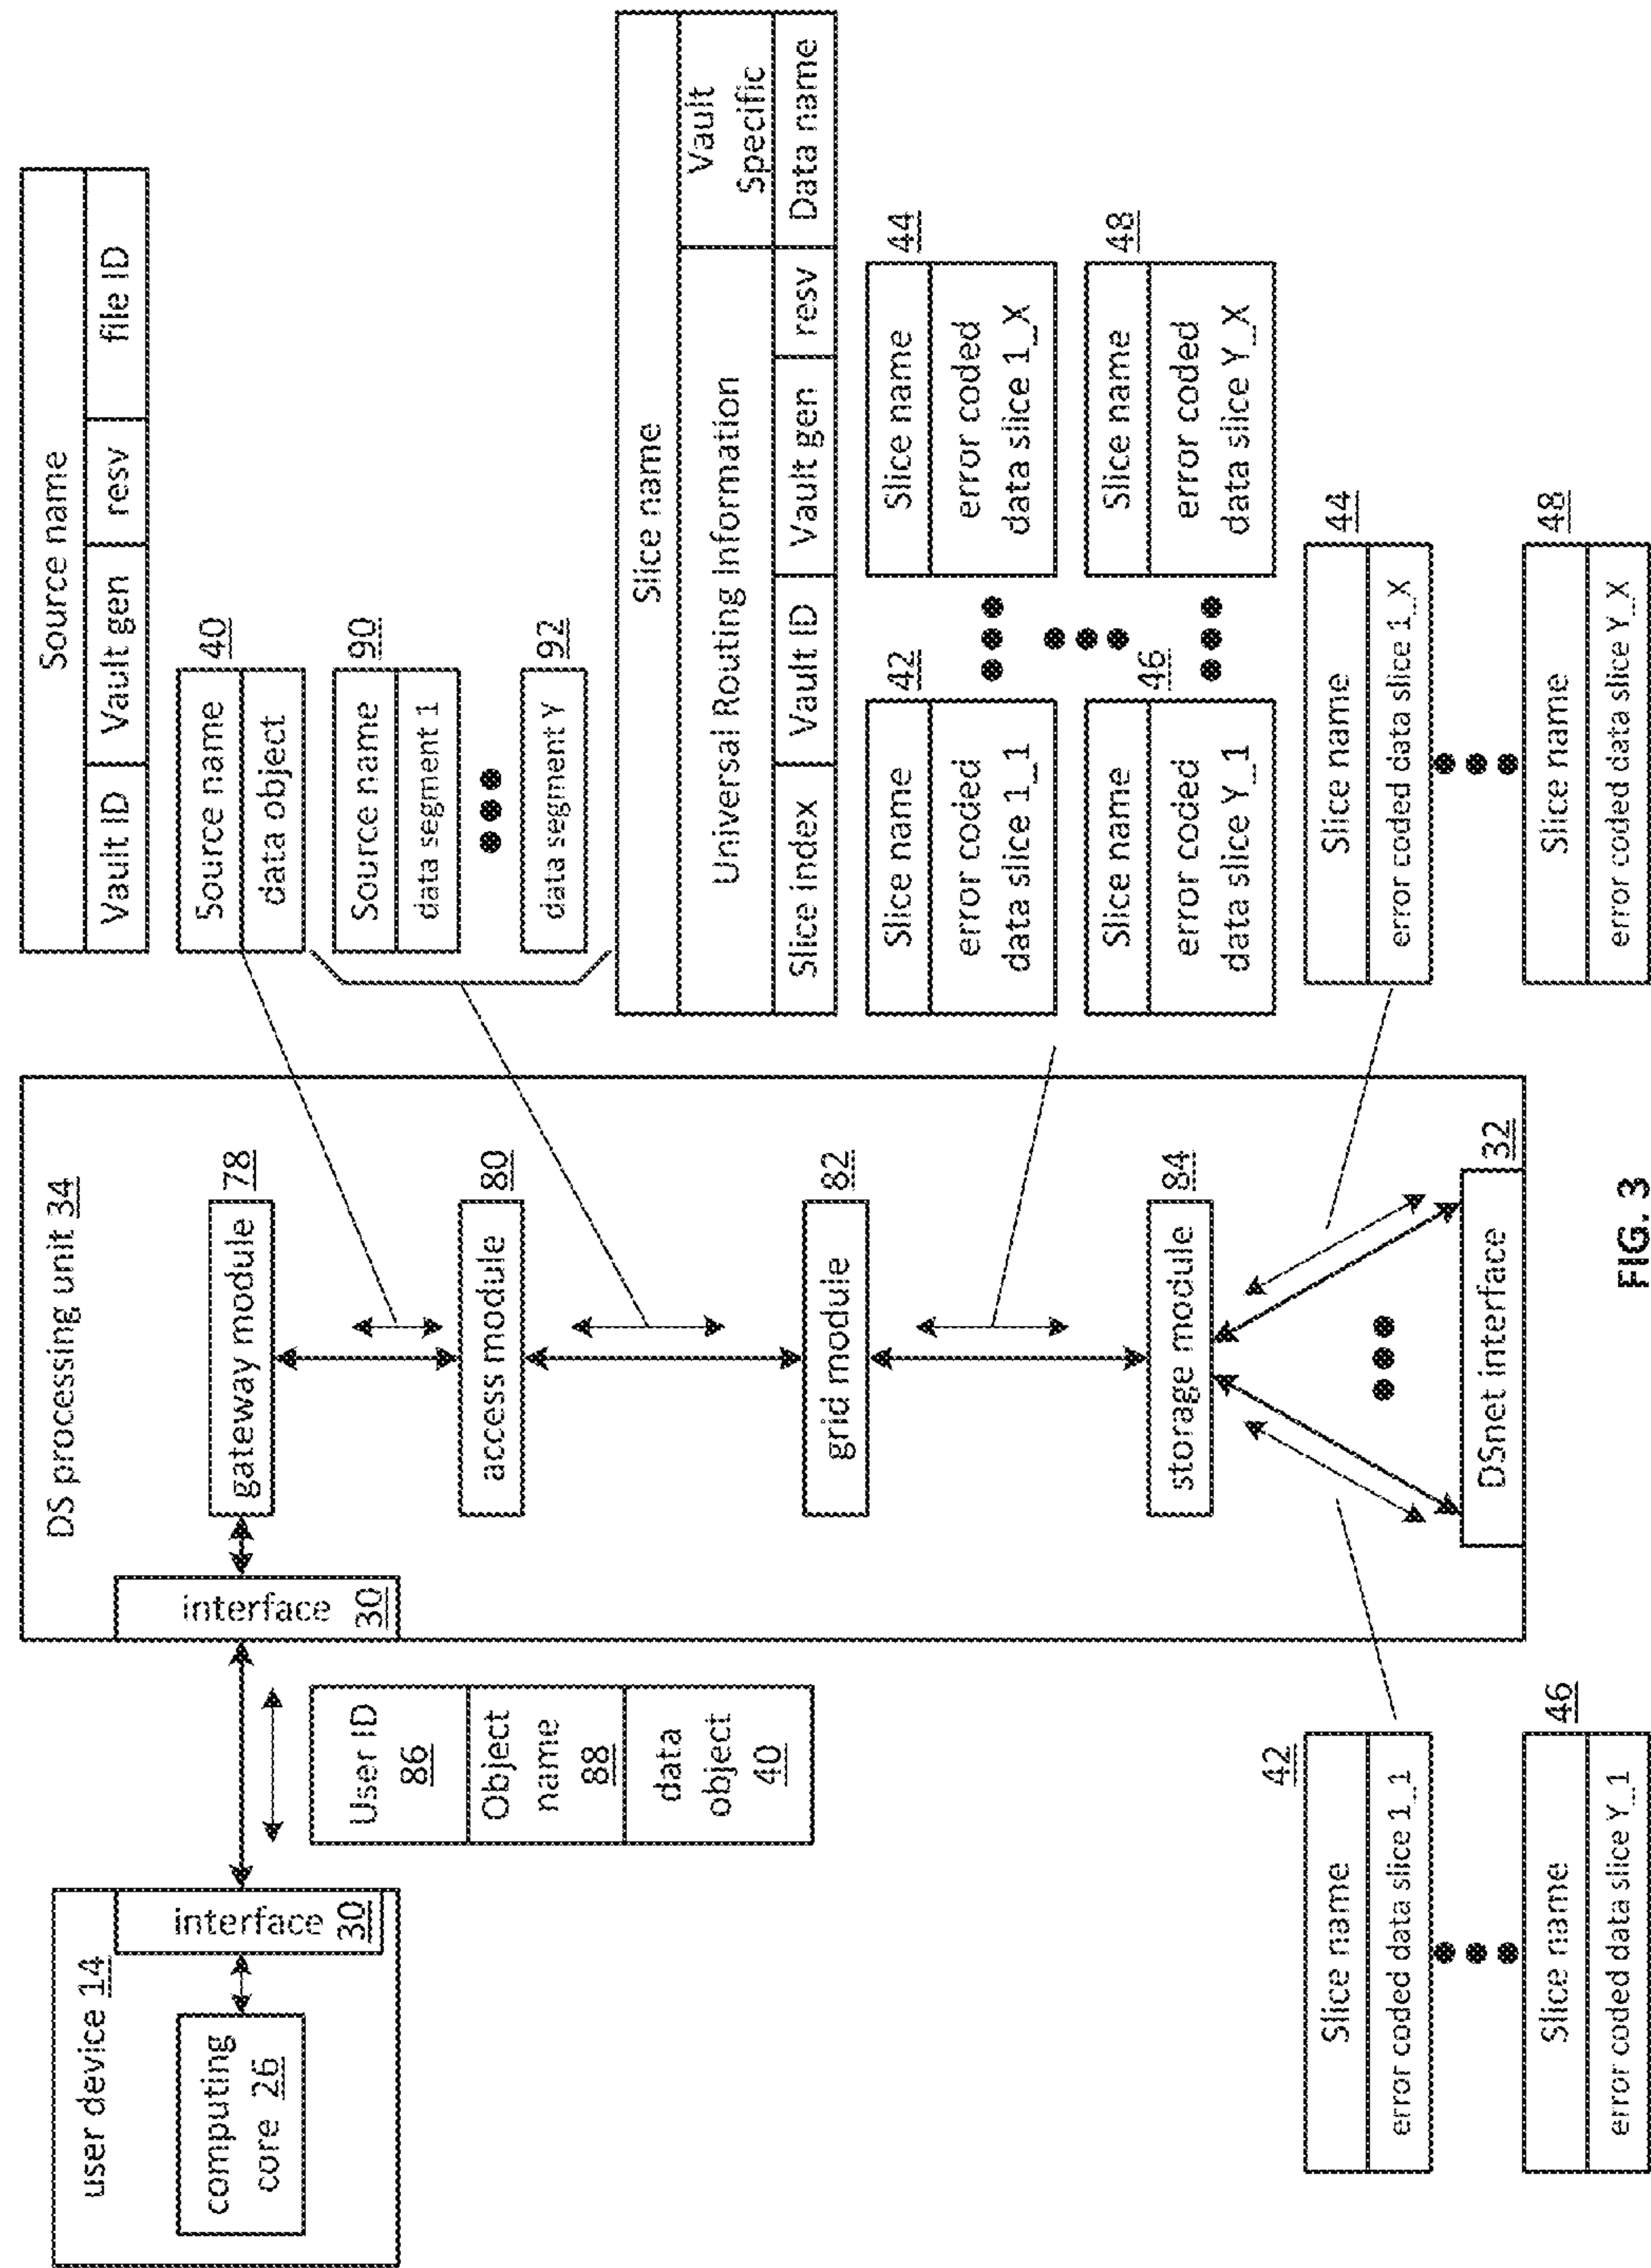 user device 14
computing
core 26
interface
30
User ID
86
Object
name
88
data
object
40
DS processing unit 34
interface
30
gateway module
78
access module
80
grid module
82
storage module
84
DSnet interface
32
Source name
Vault ID
Vault gen
resv
file ID
Source name
data object
40
Source name
data segment 1
90
data segment Y
92
Slice name
Universal Routing Information
Vault
Specific
Slice index
Vault ID
Vault gen
resv
Data name
Slice name
error coded
data slice 1_1
42
Slice name
error coded
data slice 1_X
44
Slice name
error coded
data slice Y_1
46
Slice name
error coded
data slice Y_X
48
Slice name
error coded data slice 1_1
42
Slice name
error coded data slice Y_1
46
Slice name
error coded data slice 1_X
44
Slice name
error coded data slice Y_X
48
FIG. 3